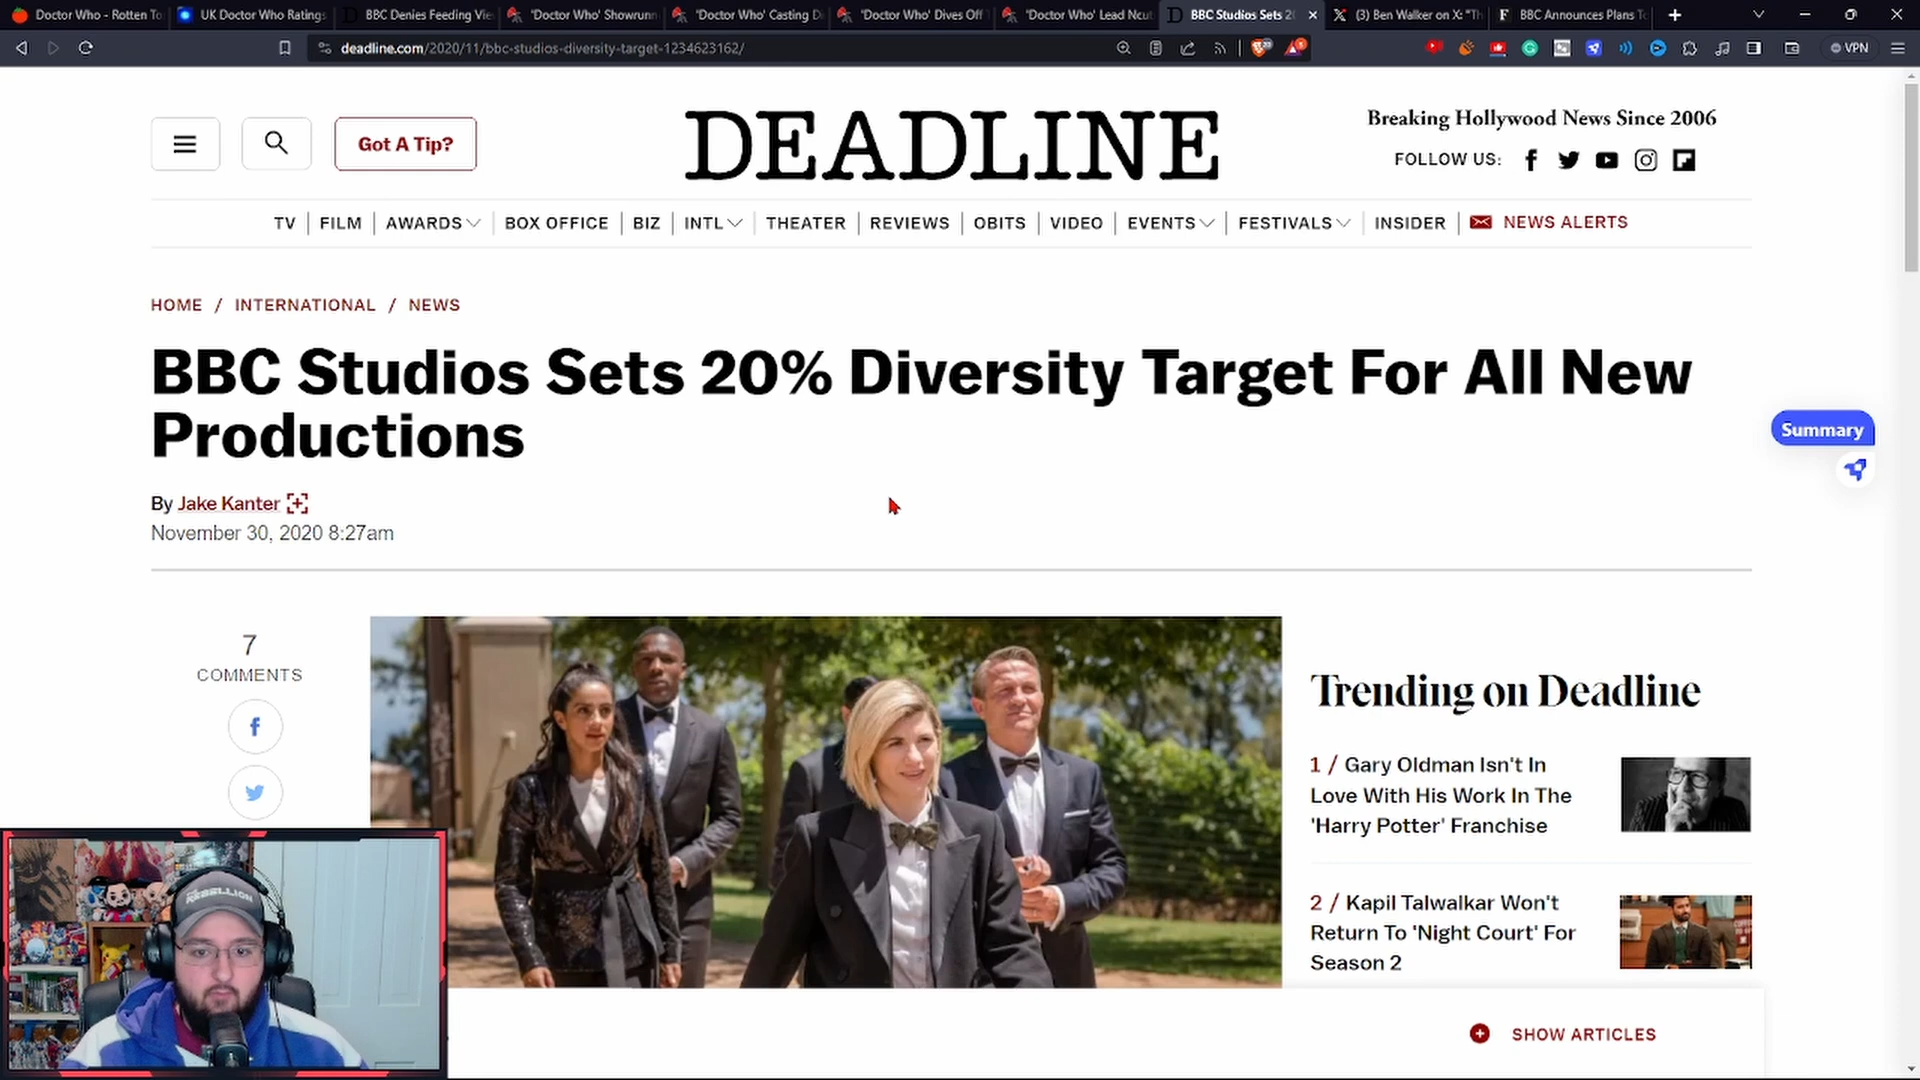 Doctor Who - Rotten To
UK Doctor Who Ratings
BBC Denies Feeding Vie
'Doctor Who' Showrunn
'Doctor Who' Casting Di
'Doctor Who' Dives Off
'Doctor Who' Lead Ncut
BBC Studios Sets 20
(3) Ben Walker on X: "Th
BBC Announces Plans To
deadline.com/2020/11/bbc-studios-diversity-target-1234623162/
VPN
Got A Tip?
DEADLINE
Breaking Hollywood News Since 2006
FOLLOW US:
TV | FILM | AWARDS | BOX OFFICE | BIZ | INTL | THEATER | REVIEWS | OBITS | VIDEO | EVENTS | FESTIVALS | INSIDER | NEWS ALERTS
HOME / INTERNATIONAL / NEWS
BBC Studios Sets 20% Diversity Target For All New
Productions
Summary
By Jake Kanter
November 30, 2020 8:27am
7
COMMENTS
Trending on Deadline
1 / Gary Oldman Isn't In
Love With His Work In The
'Harry Potter' Franchise
2 / Kapil Talwalkar Won't
Return To 'Night Court' For
Season 2
REBELLION
SHOW ARTICLES